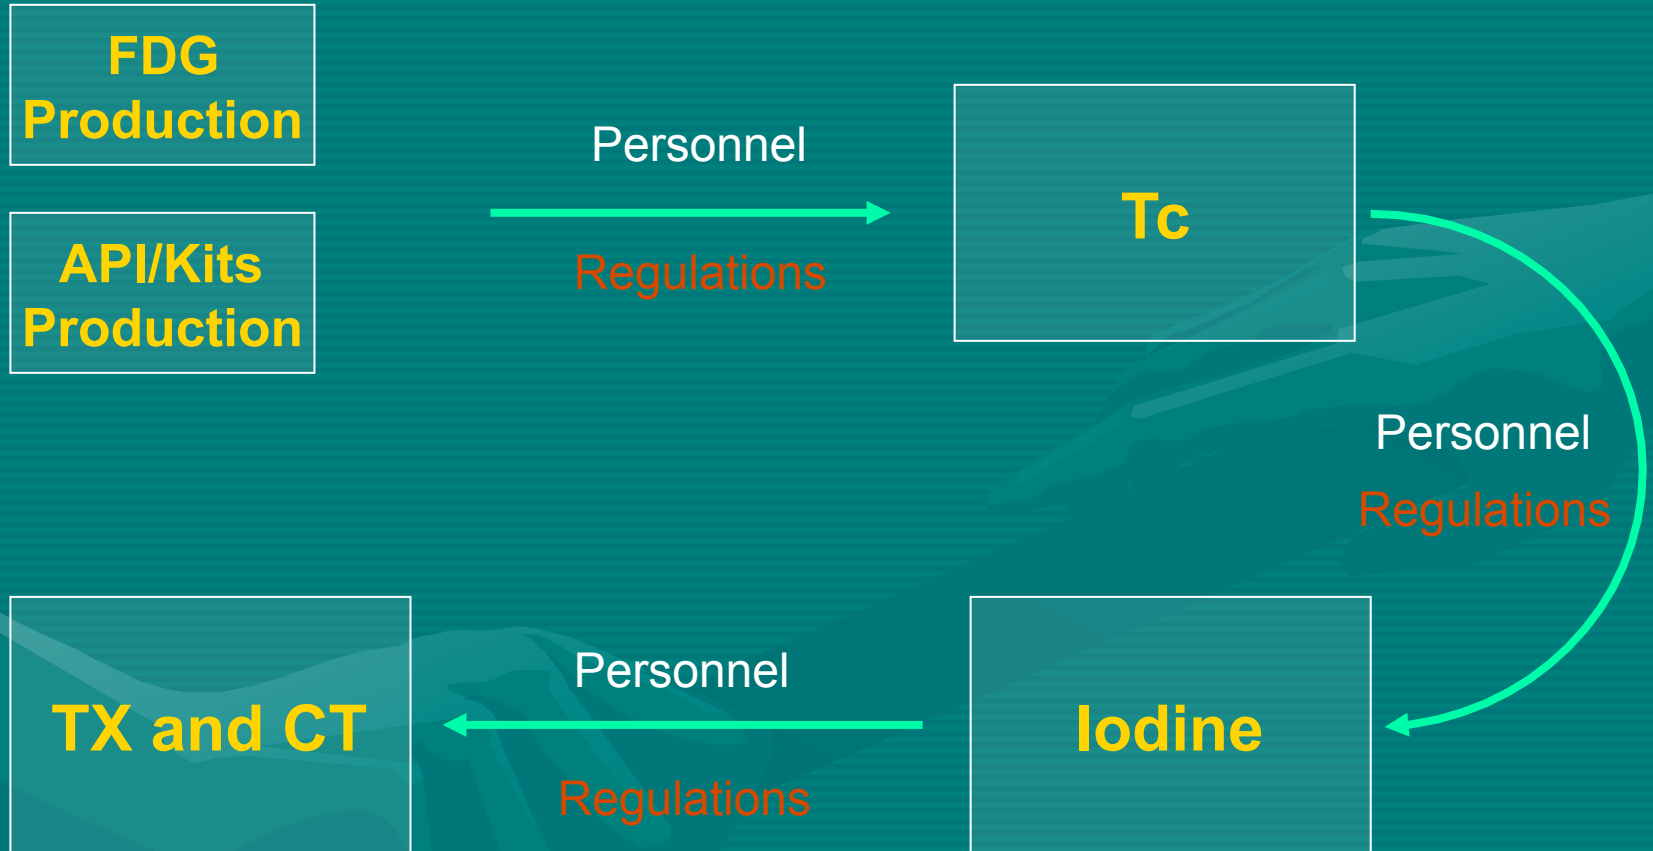 FDG
Production
API/Kits
Production
Personnel
Regulations
Tc
Personnel
Regulations
Iodine
Personnel
Regulations
TX and CT